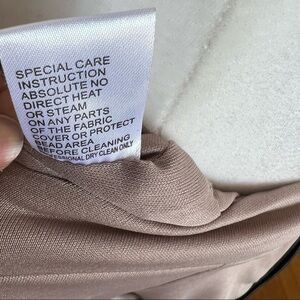 SPECIAL CARE
INSTRUCTION
ABSOLUTE NO
DIRECT HEAT
OR STEAM
ON ANY PARTS
OF THE FABRIC
COVER OR PROTECT
BEAD AREA
BEFORE CLEANING
DRY CLEAN ONLY